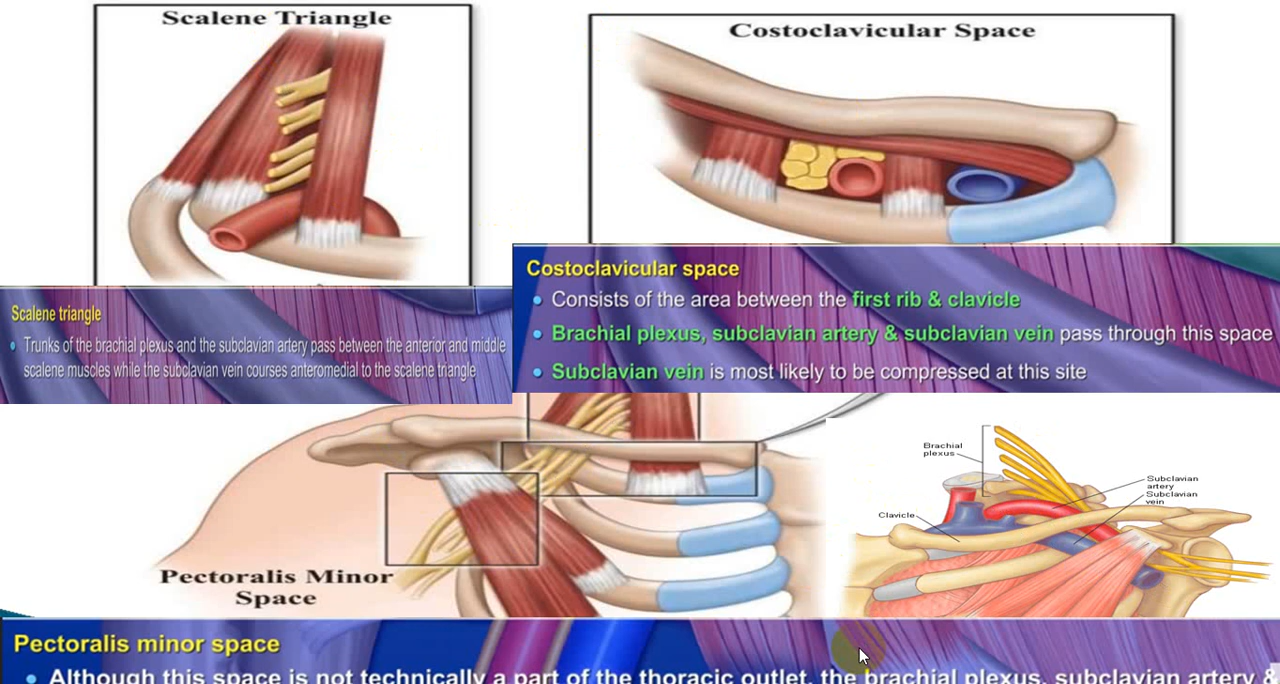 Scalene Triangle
Costoclavicular Space
Scalene triangle
• Trunks of the brachial plexus and the subclavian artery pass between the anterior and middle
scalene muscles while the subclavian vein courses anteromedial to the scalene triangle
Costoclavicular space
• Consists of the area between the first rib & clavicle
• Brachial plexus, subclavian artery & subclavian vein pass through this space
• Subclavian vein is most likely to be compressed at this site
Pectoralis Minor
Space
Brachial
plexus
Subclavian
artery
Subclavian
vein
Clavicle
Pectoralis minor space
• Although this space is not technically a part of the thoracic outlet, the brachial plexus, subclavian artery &